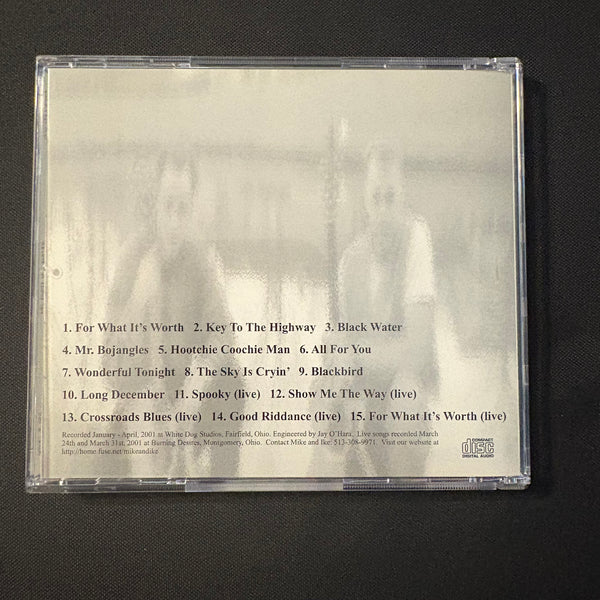 1. For What It's Worth 2. Key To The Highway 3. Black Water
4. Mr. Bojangles 5. Hootchie Coochie Man 6. All For You
7. Wonderful Tonight 8. The Sky Is Cryin' 9. Blackbird
10. Long December 11. Spooky (live) 12. Show Me The Way (live)
13. Crossroads Blues (live) 14. Good Riddance (live) 15. For What It's Worth (live)
Recorded January - April, 2001 at White Dog Studios, Fairfield, Ohio. Engineered by Jay O'Hara. Live songs recorded March
24th and March 31st, 2001 at Burning Desires, Montgomery, Ohio. Contact Mike and Ike: 513-308-9971. Visit our website at
http://home.fuse.net/mikeandike
COMPACT
disc
DIGITAL AUDIO